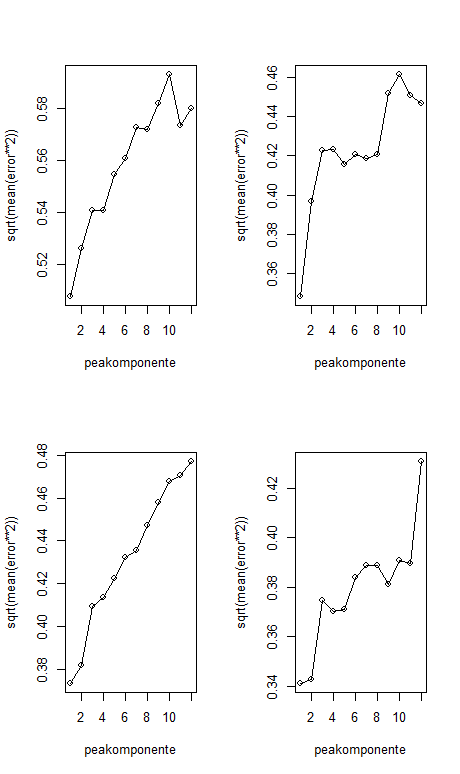 sqrt(mean(error**2))
0.52 0.54 0.56 0.58
2 4 6 8 10
peakomponente
sqrt(mean(error**2))
0.36 0.38 0.40 0.42 0.44 0.46
2 4 6 8 10
peakomponente
sqrt(mean(error**2))
0.38 0.40 0.42 0.44 0.46 0.48
2 4 6 8 10
peakomponente
sqrt(mean(error**2))
0.34 0.36 0.38 0.40 0.42
2 4 6 8 10
peakomponente